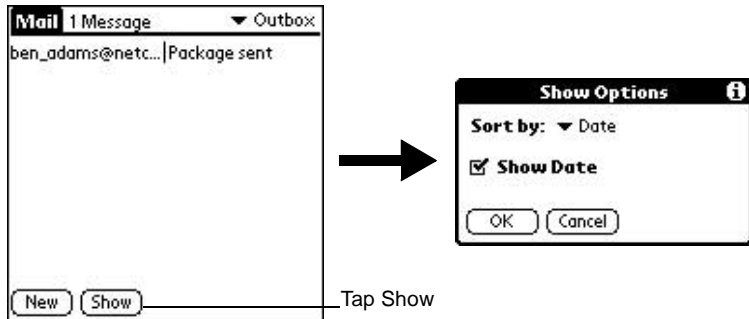 Mail 1 Message Outbox
ben_adams@netc... Package sent
New Show
Tap Show
Show Options
Sort by: Date
Show Date
OK Cancel